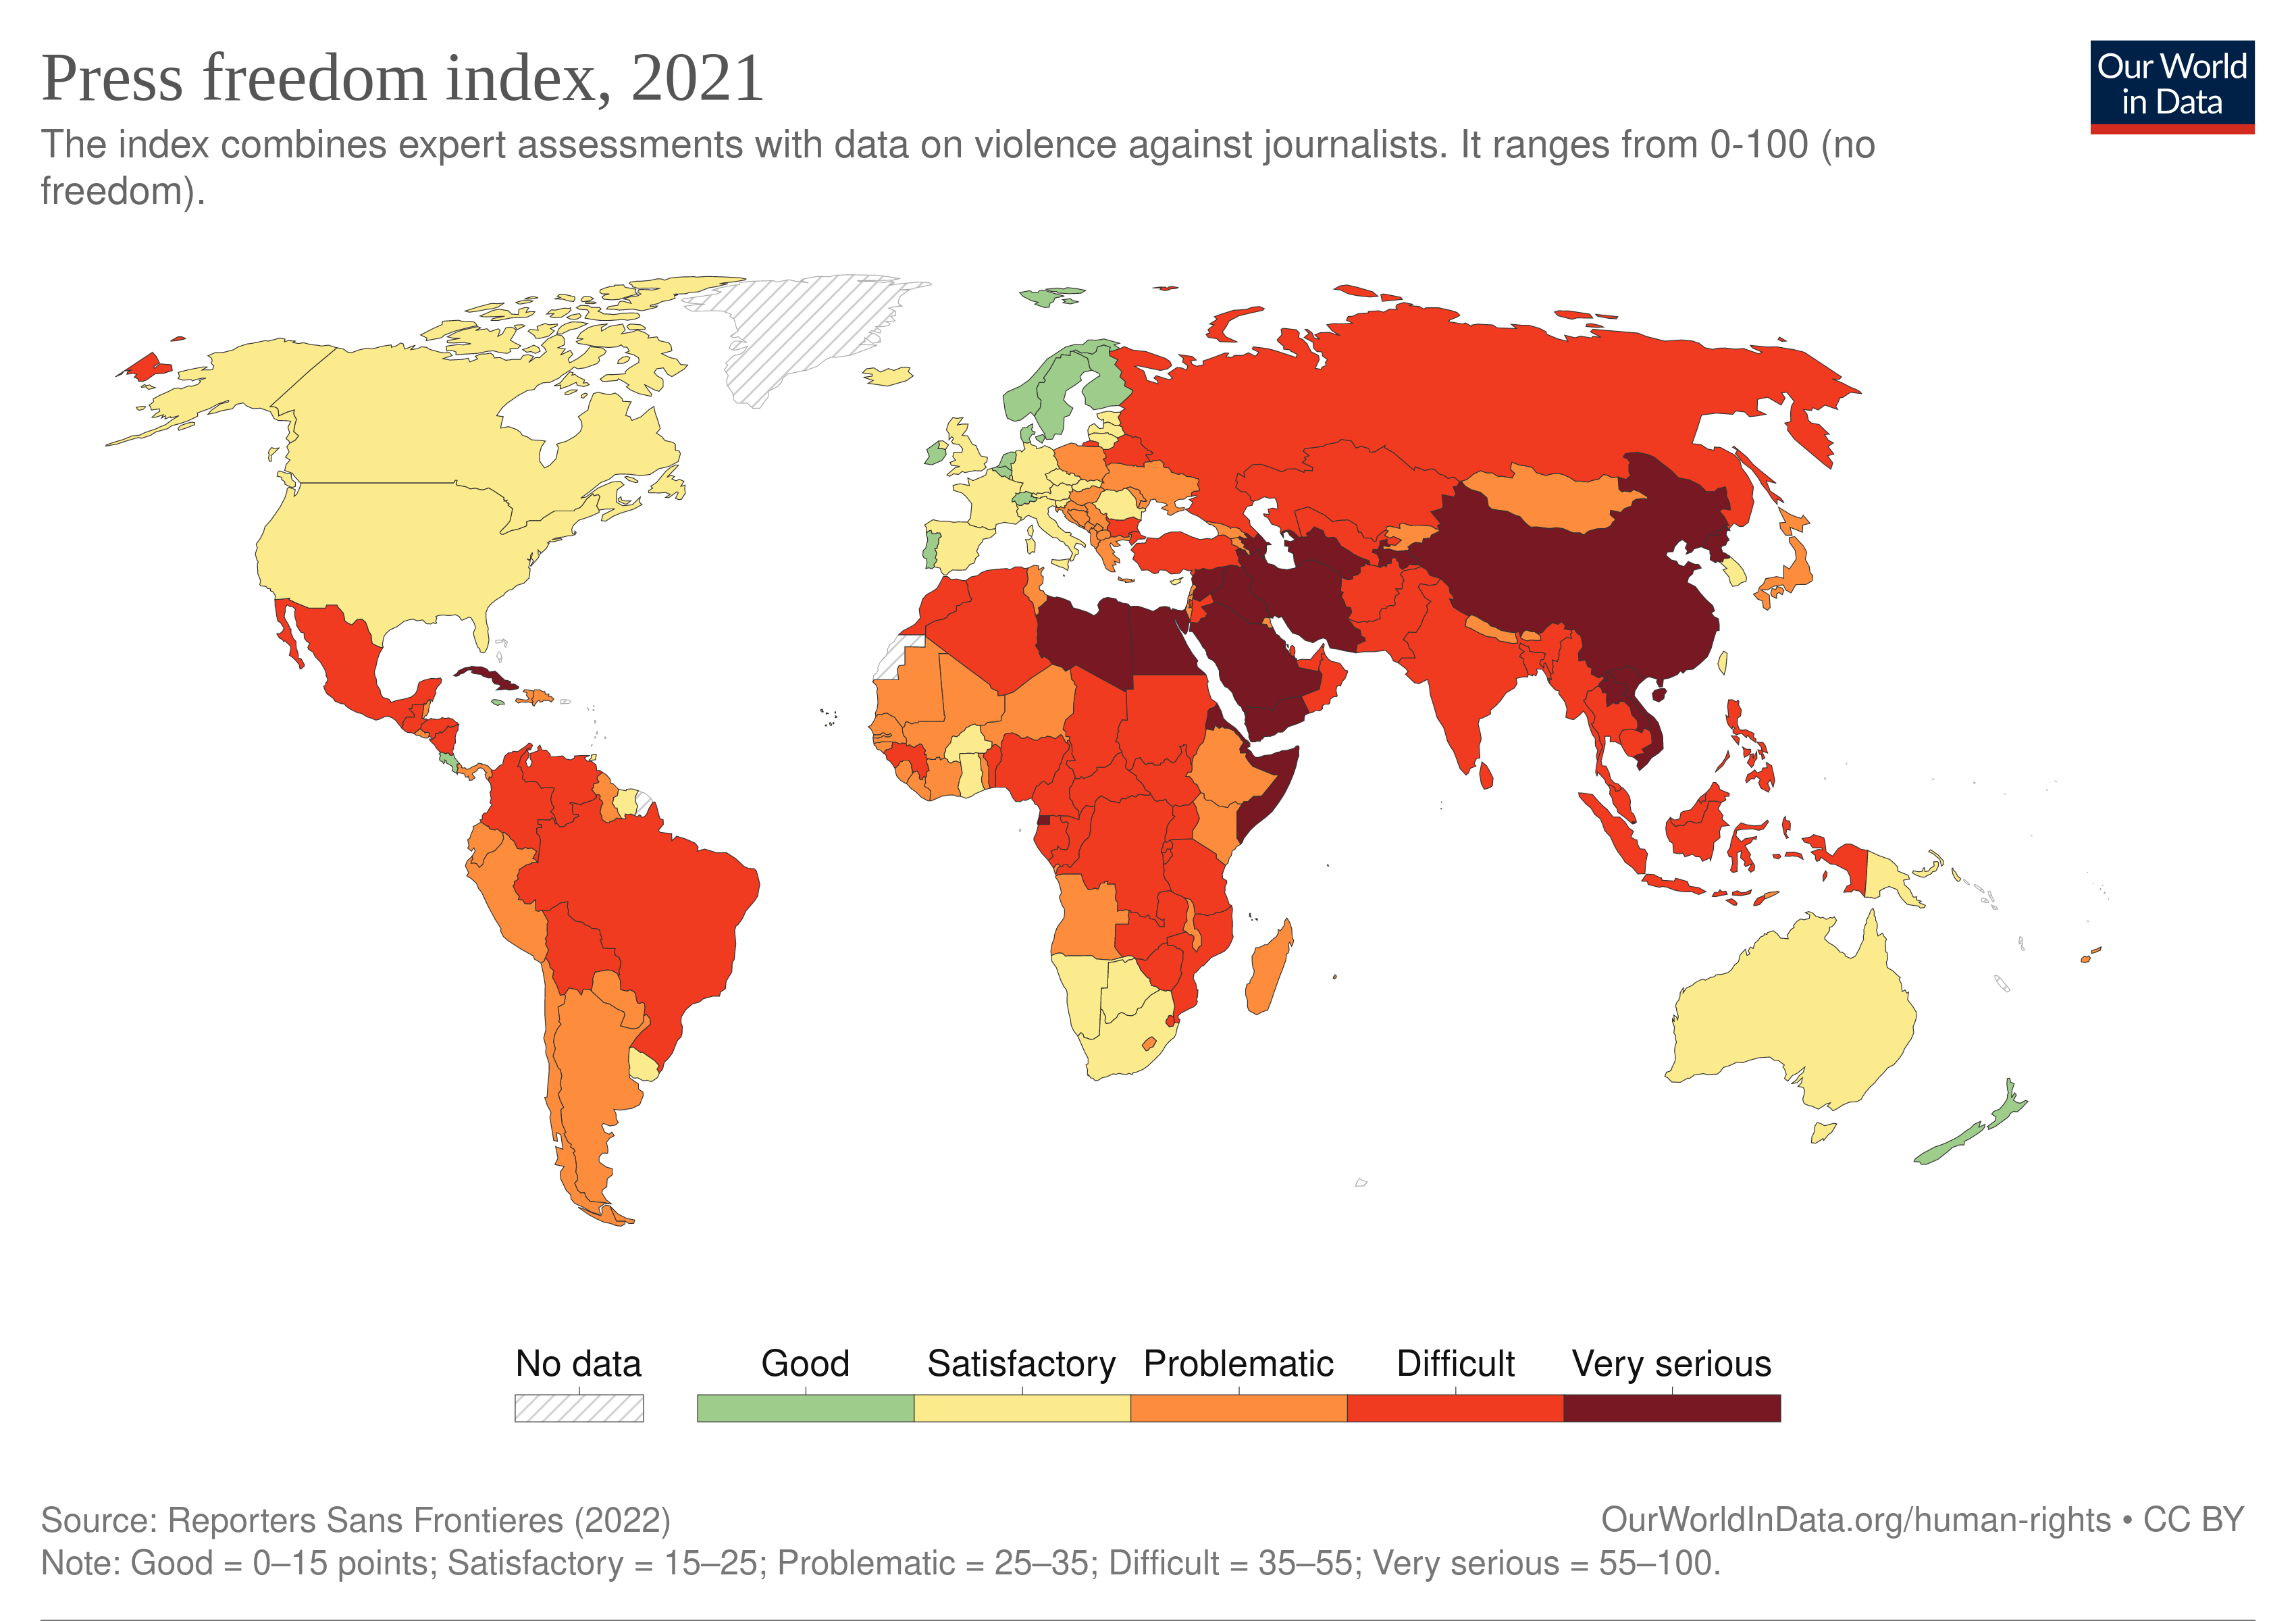 Press freedom index, 2021
Our World
in Data
The index combines expert assessments with data on violence against journalists. It ranges from 0-100 (no
freedom).
No data
Good
Satisfactory
Problematic
Difficult
Very serious
Source: Reporters Sans Frontieres (2022)
OurWorldInData.org/human-rights • CC BY
Note: Good = 0–15 points; Satisfactory = 15–25; Problematic = 25–35; Difficult = 35–55; Very serious = 55–100.